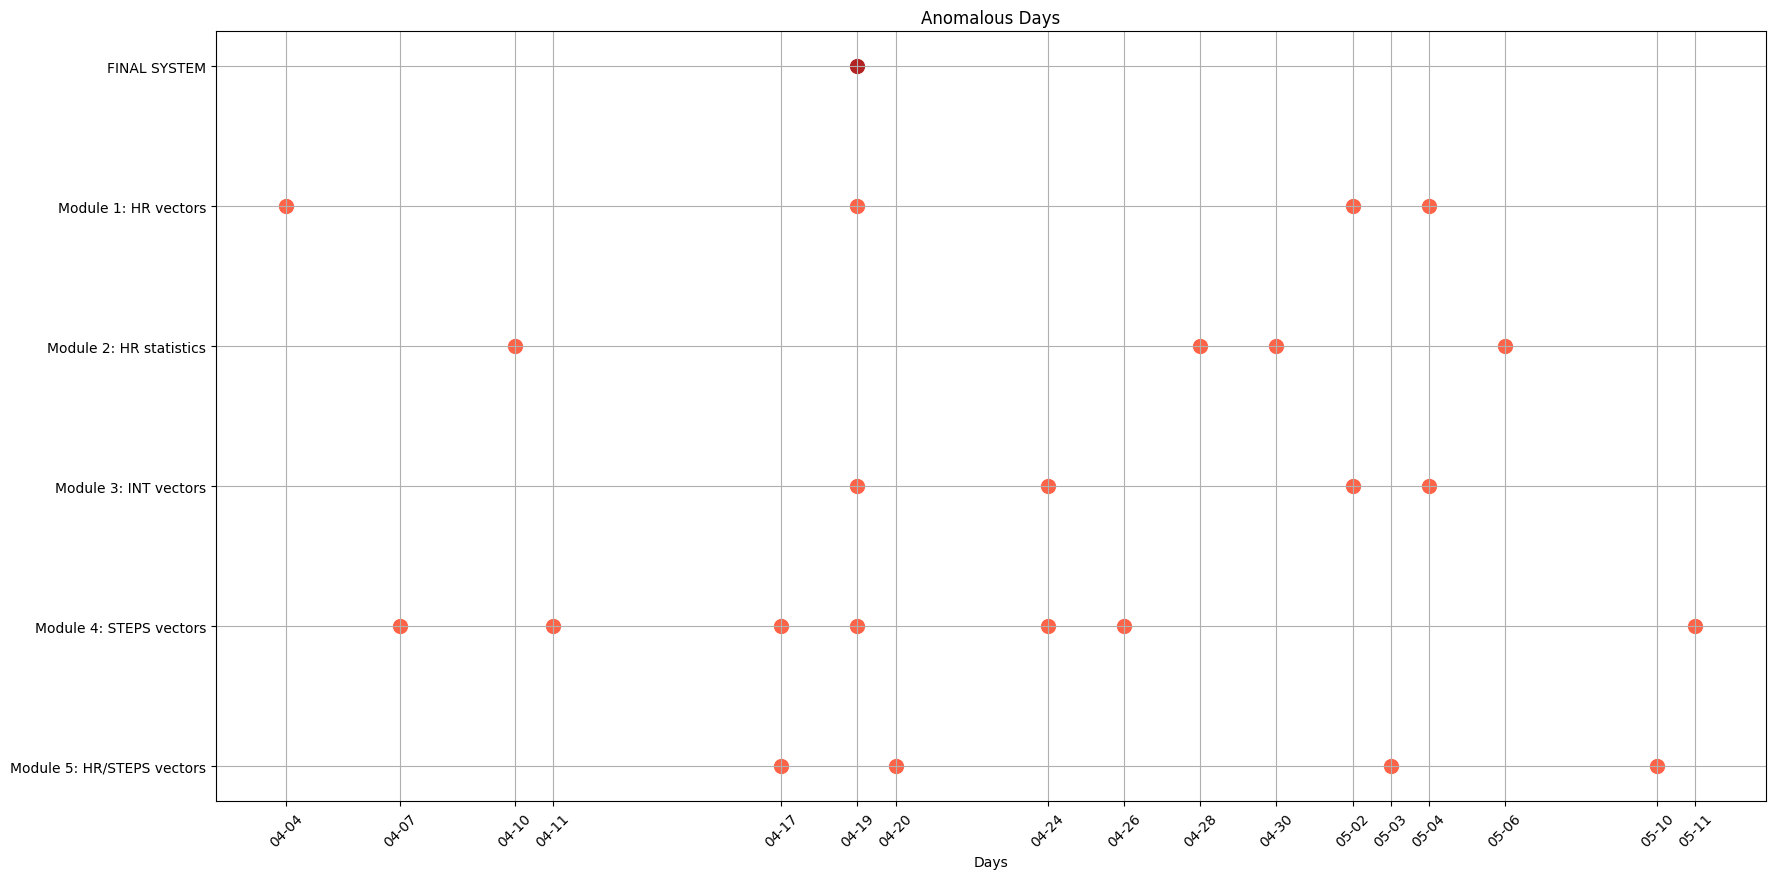 Anomalous Days
FINAL SYSTEM
Module 1: HR vectors
Module 2: HR statistics
Module 3: INT vectors
Module 4: STEPS vectors
Module 5: HR/STEPS vectors
04-04
04-07
04-10
04-11
04-17
04-19
04-20
04-24
04-26
04-28
04-30
05-02
05-03
05-04
05-06
05-10
05-11
Days